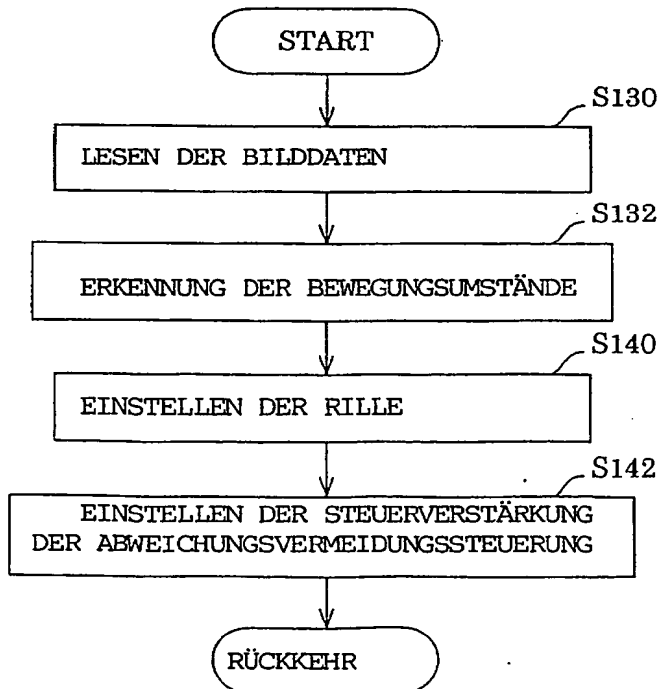 START
S130
LESEN DER BILDDATEN
S132
ERKENNUNG DER BEWEGUNGSUMSTÄNDE
S140
EINSTELLEN DER RILLE
S142
EINSTELLEN DER STEUERVERSTÄRKUNG
DER ABWEICHUNGSVERMEIDUNGSSTEUERUNG
RÜCKKEHR